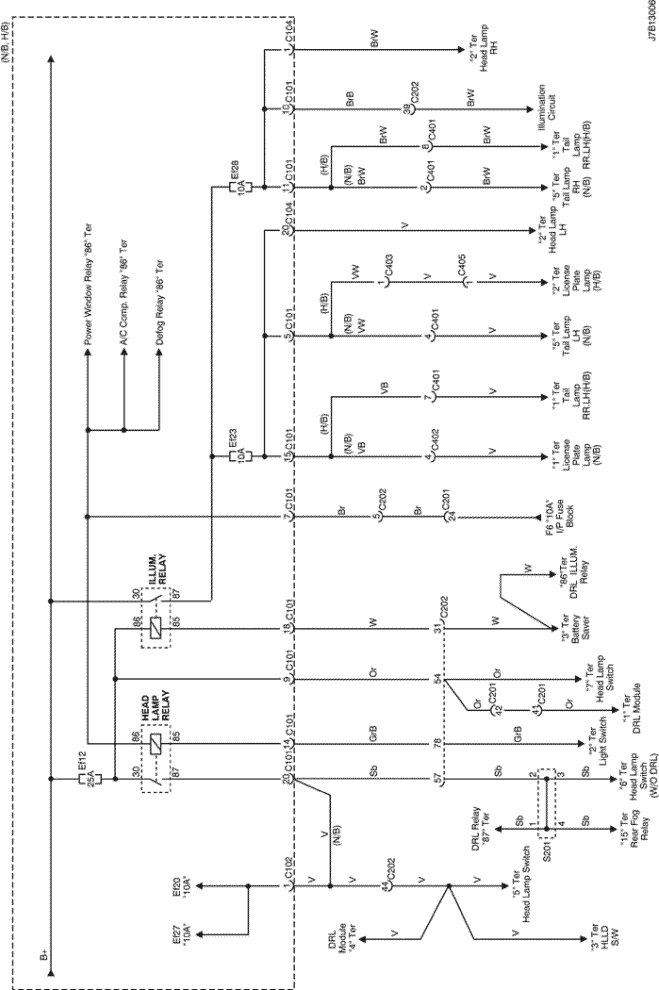 (N/B, H/B)
J7B13006
B+
Ef27
"10A"
Ef20
"10A"
Ef12
25A
HEAD
LAMP
RELAY
30
87
86
85
ILLUM.
RELAY
86
85
30
87
Power Window Relay "86" Ter
A/C Comp. Relay "86" Ter
Defog Relay "86" Ter
Ef23
10A
Ef28
10A
C104
BrW
"2" Ter
Head Lamp
RH
10
C101
BrB
39
C202
Illumination
Circuit
(H/B)
BrW
8
C401
BrW
"1" Ter
Tail
Lamp
RR.LH(H/B)
11
C101
(N/B)
BrW
2
C401
BrW
"5" Ter
Tail Lamp
RH
(N/B)
20
C104
V
"2" Ter
Head Lamp
LH
(H/B)
VW
1
C403
V
1
C405
V
"2" Ter
License
Plate
Lamp
(H/B)
5
C101
(N/B)
VW
4
C401
V
"5" Ter
Tail Lamp
LH
(N/B)
(H/B)
VB
7
C401
V
"1" Ter
Tail
Lamp
RR.LH(H/B)
15
C101
(N/B)
VB
4
C402
V
"1" Ter
License
Plate
Lamp
(N/B)
7
C101
Br
5
C202
Br
C201
24
F6 "10A"
I/P Fuse
Block
W
"86"Ter
DRL ILLUM.
Relay
18
C101
W
31
C202
W
"3" Ter
Battery
Saver
9
C101
Or
54
Or
"7" Ter
Head Lamp
Switch
Or
C201
42
C201
41
Or
"1" Ter
DRL Module
14
C101
GrB
78
GrB
"2" Ter
Light Switch
20
C101
Sb
57
2
3
Sb
"6" Ter
Head Lamp
Switch
(W/O DRL)
DRL Relay
"87" Ter
Sb
1
4
S201
Sb
"15" Ter
Rear Fog
Relay
V
(N/B)
1
C102
V
V
44
C202
V
V
"5" Ter
Head Lamp Switch
DRL
Module
"4" Ter
V
V
"3" Ter
HLLD
S/W